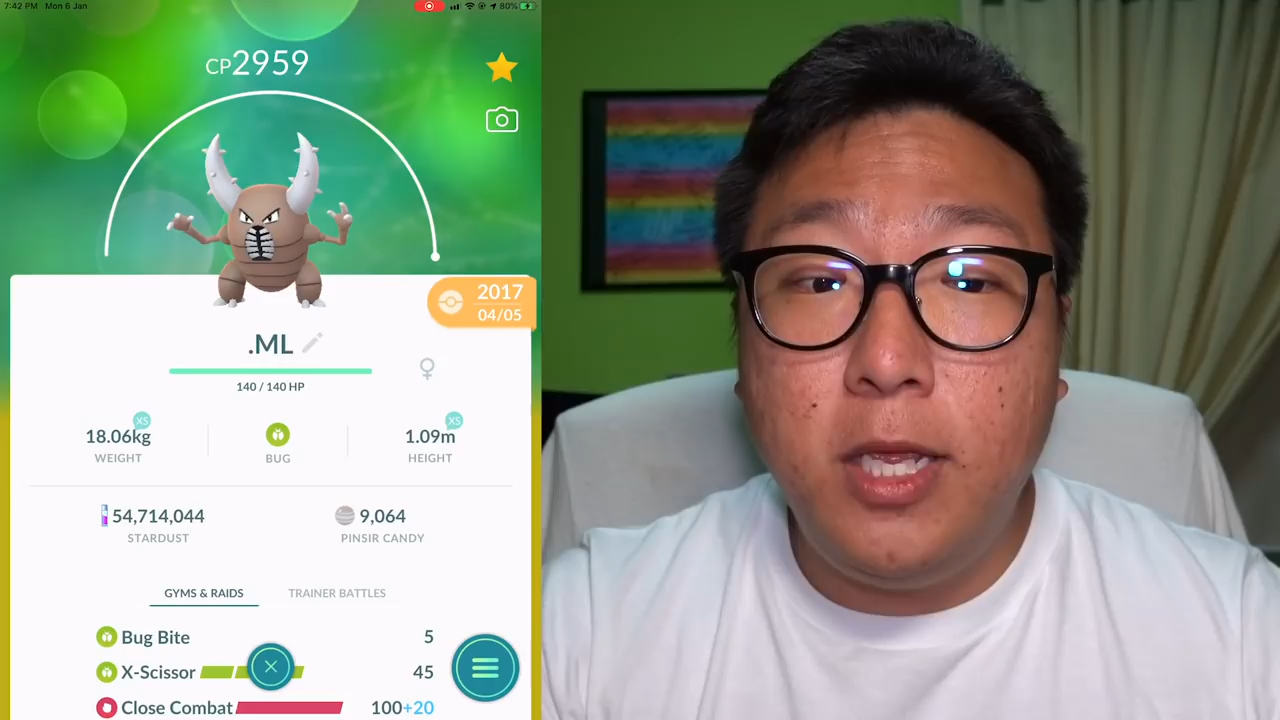 7:42 PM Mon 6 Jan
80%
CP2959
2017
04/05
.ML
140 / 140 HP
XS
XS
18.06kg
1.09m
WEIGHT
BUG
HEIGHT
54,714,044
9,064
STARDUST
PINSIR CANDY
GYMS & RAIDS
TRAINER BATTLES
Bug Bite 5
X-Scissor 45
Close Combat 100+20